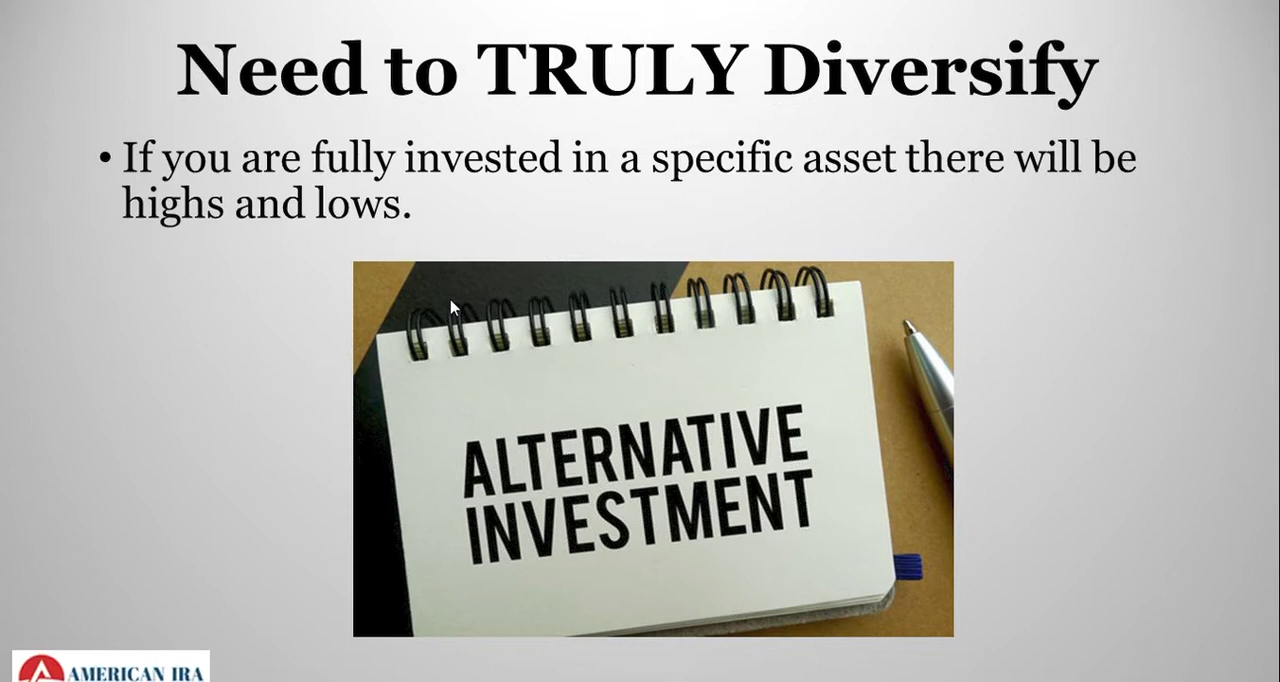 Need to TRULY Diversify
• If you are fully invested in a specific asset there will be
highs and lows.
ALTERNATIVE
INVESTMENT
AMERICAN IRA